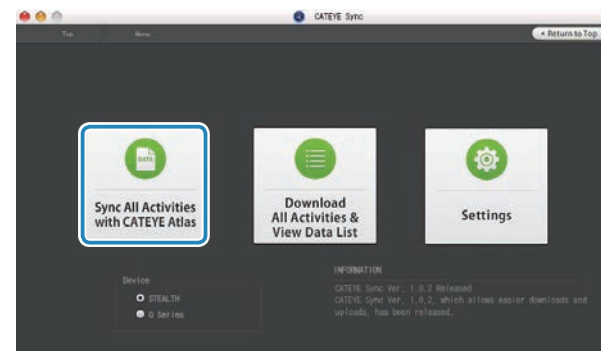 CATEYE Sync
Top
Menu
Return to Top
DATA
Sync All Activities
with CATEYE Atlas
Download
All Activities &
View Data List
Settings
Device
STEALTH
Q Series
INFORMATION
CATEYE Sync Ver. 1.0.2 Released
CATEYE Sync Ver. 1.0.2, which allows easier downloads and
uploads, has been released.